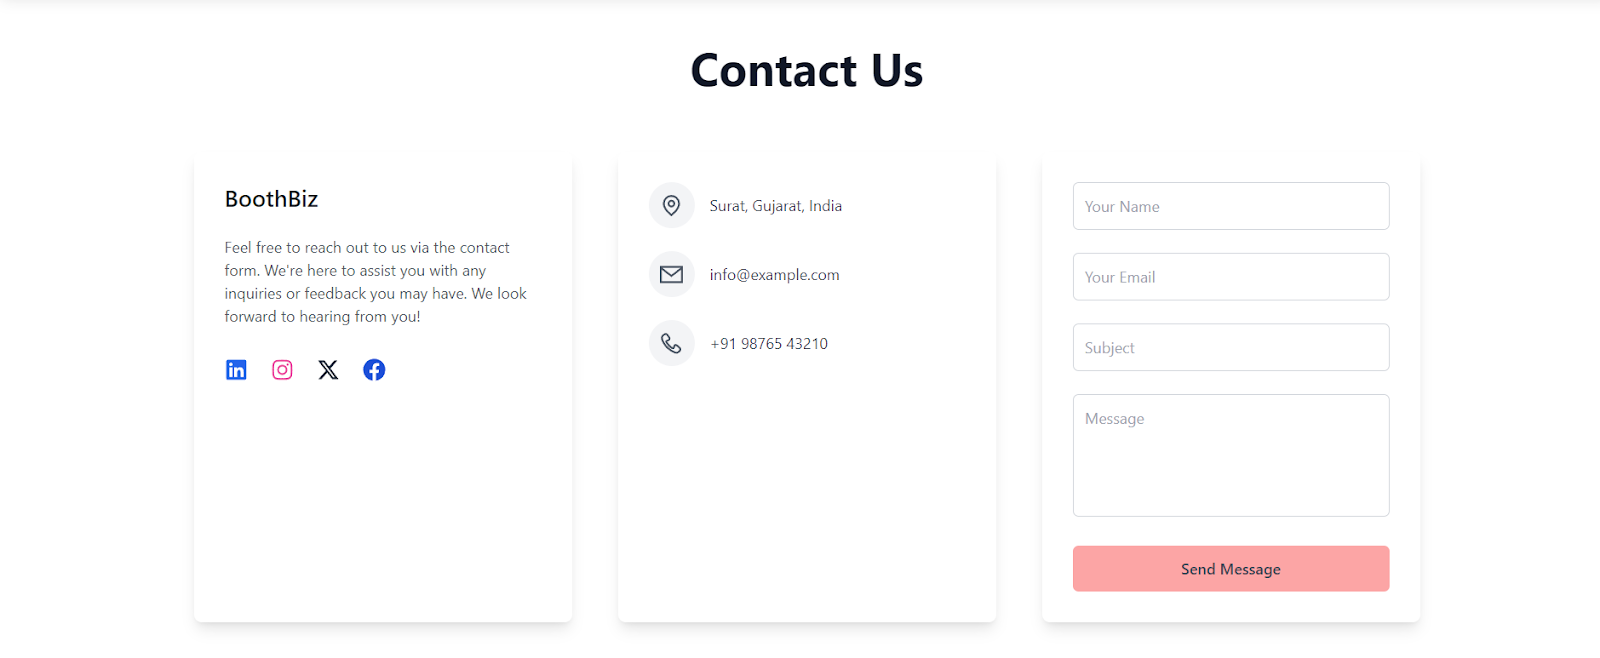 Contact Us
BoothBiz
Feel free to reach out to us via the contact
form. We're here to assist you with any
inquiries or feedback you may have. We look
forward to hearing from you!
Surat, Gujarat, India
info@example.com
+91 98765 43210
Your Name
Your Email
Subject
Message
Send Message